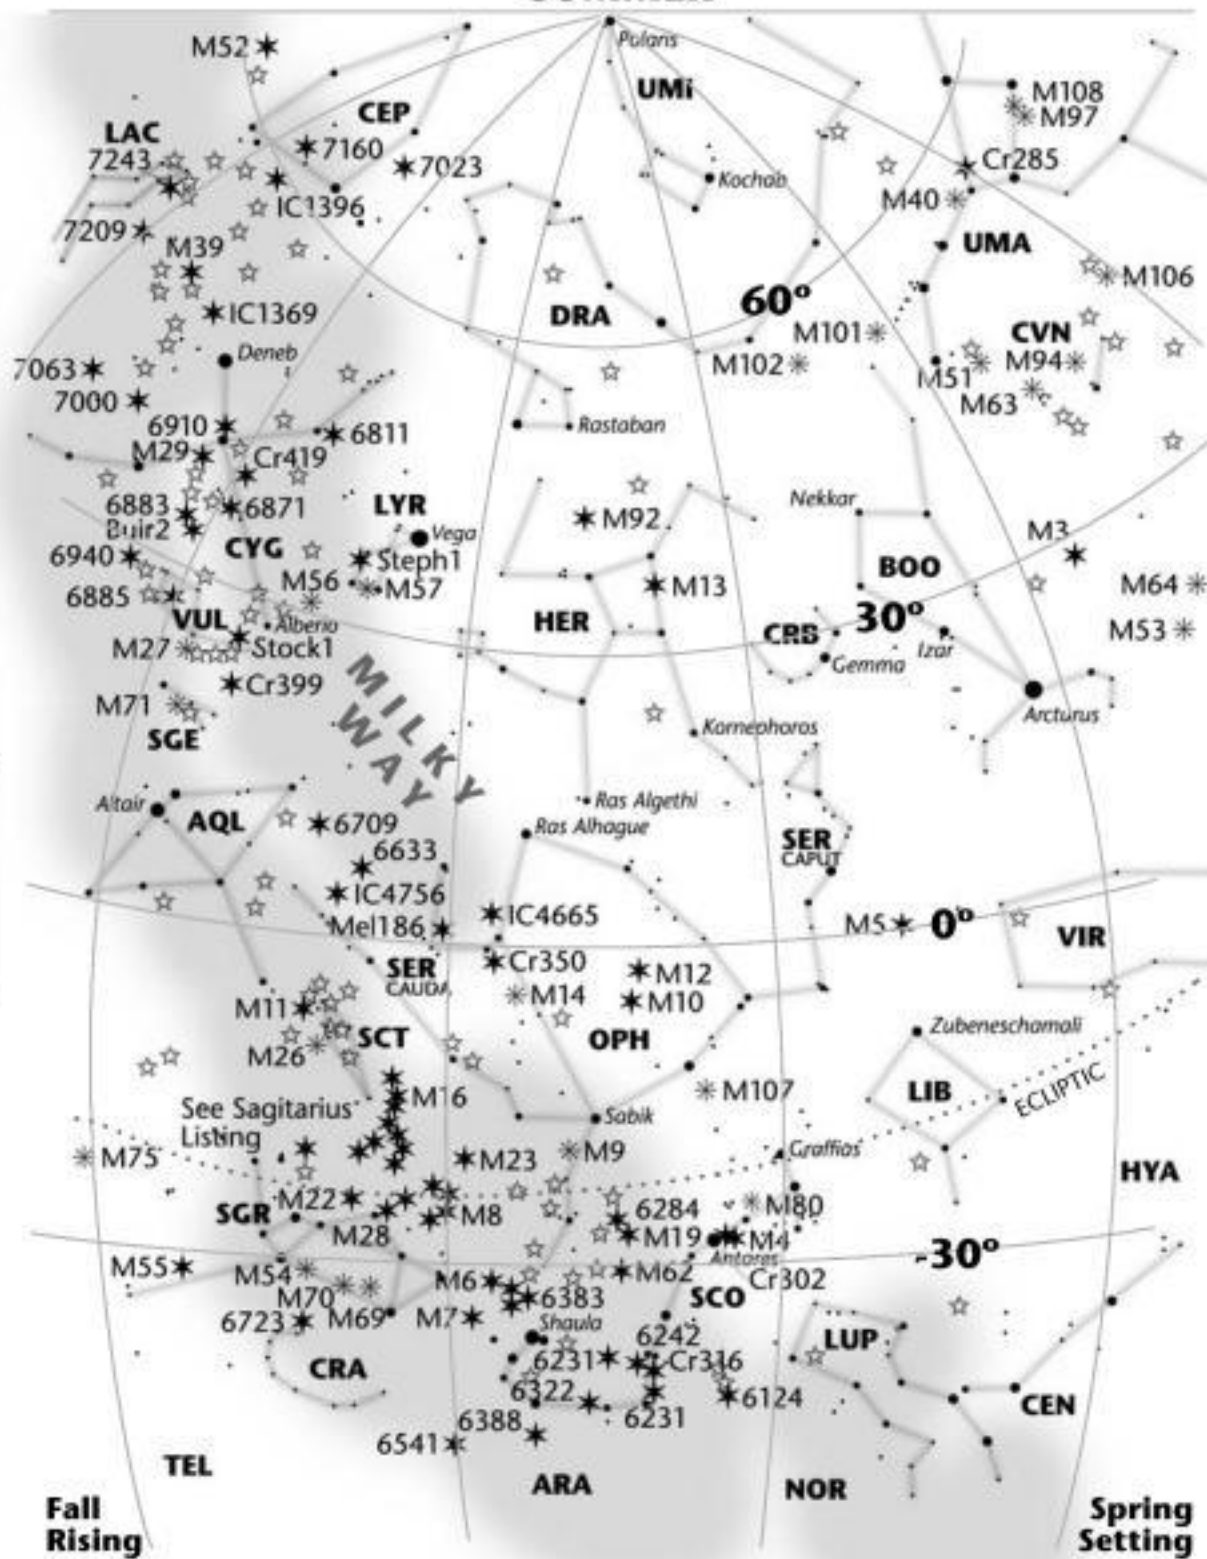 Polaris
M52
UMi
M108
M97
CEP
LAC
7243
7160
7023
Cr285
Kochab
M40
IC1396
7209
UMA
M39
M106
DRA
60°
IC1369
M101
CVN
Deneb
7063
M102
M51
M94
7000
M63
6910
6811
Rastaban
M29
Cr419
6883
6871
LYR
Nekkar
M92
Vega
M3
6940
CYG
Steph1
BOO
M56
M57
M13
M64
6885
VUL
Alberio
HER
30°
M53
CRB
M27
Stock1
Izar
Gemma
Cr399
MILKY
WAY
M71
Arcturus
SGE
Kornephoros
Altair
Ras Algethi
AQL
6709
Ras Alhague
SER
CAPUT
6633
IC4756
IC4665
Mel186
M5
0°
VIR
SER
CAUDA
Cr350
M12
M14
M10
M11
SCT
OPH
Zubeneschamali
M26
M16
M107
LIB
ECLIPTIC
See Sagitarius
Listing
Sabik
M75
M23
M9
Graffias
HYA
M22
M80
SGR
M8
6284
M28
M19
M4
-30°
Antares
M55
M54
M6
M62
Cr302
M70
6383
SCO
M69
M7
6723
Shaula
6242
LUP
CRA
6231
Cr316
6322
6124
CEN
6231
6388
6541
TEL
ARA
NOR
Fall
Rising
Spring
Setting